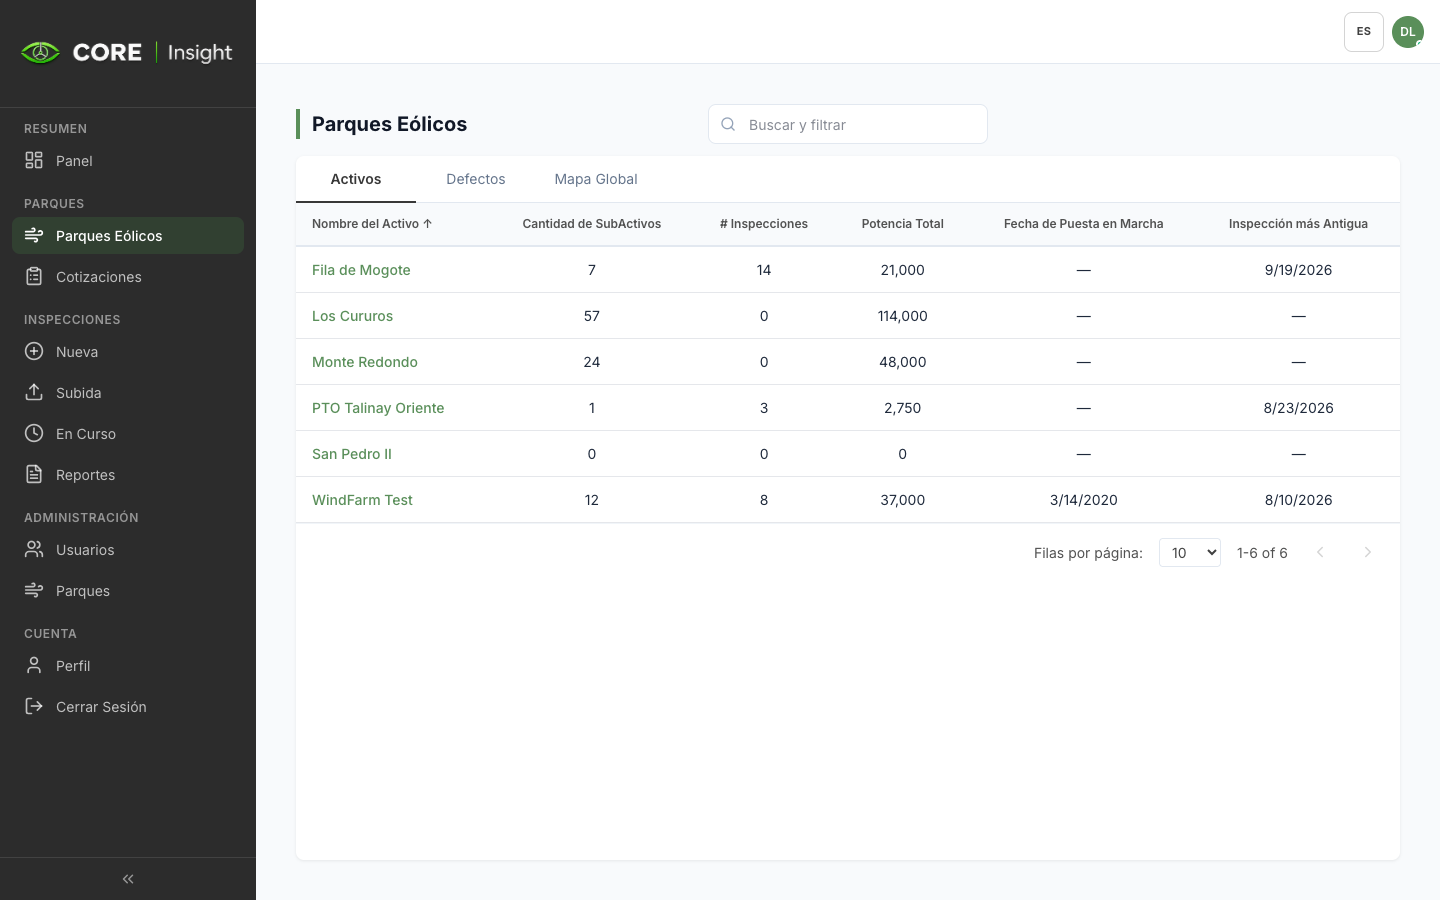 CORE | Insight
ES
DL
RESUMEN
Panel
PARQUES
Parques Eólicos
Cotizaciones
INSPECCIONES
Nueva
Subida
En Curso
Reportes
ADMINISTRACIÓN
Usuarios
Parques
CUENTA
Perfil
Cerrar Sesión
Parques Eólicos
Buscar y filtrar
Activos Defectos Mapa Global
Nombre del Activo ↑ Cantidad de SubActivos # Inspecciones Potencia Total Fecha de Puesta en Marcha Inspección más Antigua
Fila de Mogote 7 14 21,000 — 9/19/2026
Los Cururos 57 0 114,000 — —
Monte Redondo 24 0 48,000 — —
PTO Talinay Oriente 1 3 2,750 — 8/23/2026
San Pedro II 0 0 0 — —
WindFarm Test 12 8 37,000 3/14/2020 8/10/2026
Filas por página: 10 1-6 of 6